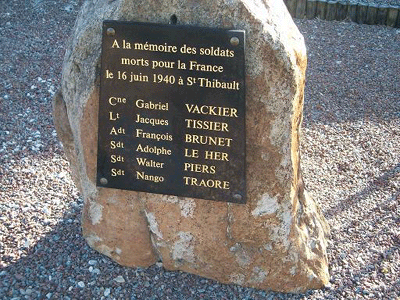 A la mémoire des soldats
morts pour la France
le 16 juin 1940 à St Thibault
Cne Gabriel VACKIER
Lt Jacques TISSIER
Adt François BRUNET
Sdt Adolphe LE HER
Sdt Walter PIERS
Sdt Nango TRAORE